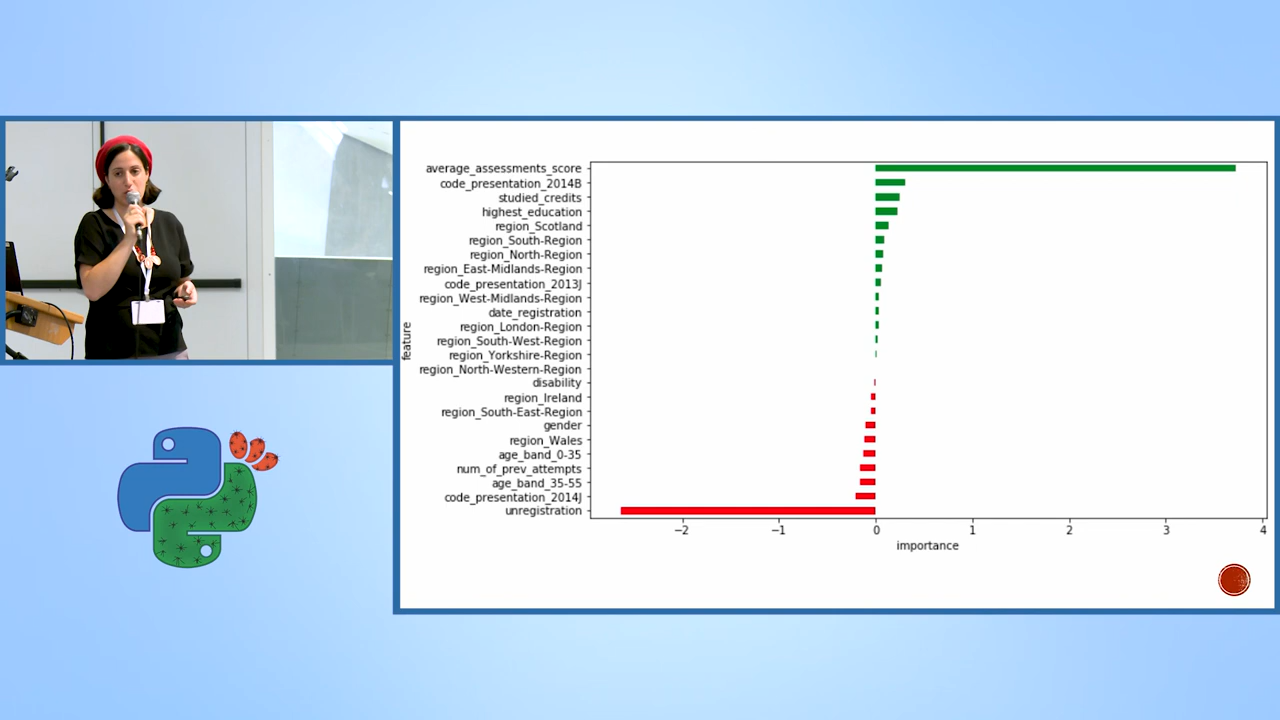 average_assessments_score
code_presentation_2014B
studied_credits
highest_education
region_Scotland
region_South-Region
region_North-Region
region_East-Midlands-Region
code_presentation_2013J
region_West-Midlands-Region
date_registration
region_London-Region
region_South-West-Region
region_Yorkshire-Region
region_North-Western-Region
disability
region_Ireland
region_South-East-Region
gender
region_Wales
age_band_0-35
num_of_prev_attempts
age_band_35-55
code_presentation_2014J
unregistration
feature
−2 −1 0 1 2 3 4
importance